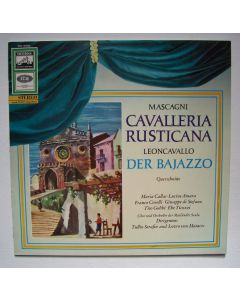 STEREO
MASCAGNI
CAVALLERIA
RUSTICANA
LEONCAVALLO
DER BAJAZZO
Querschnitte
Maria Callas · Lucine Amara
Franco Corelli · Giuseppe di Stefano
Tito Gobbi · Ebe Ticozzi
Chor und Orchester der Mailänder Scala
Dirigenten:
Tullio Serafin und Lovro von Matacic